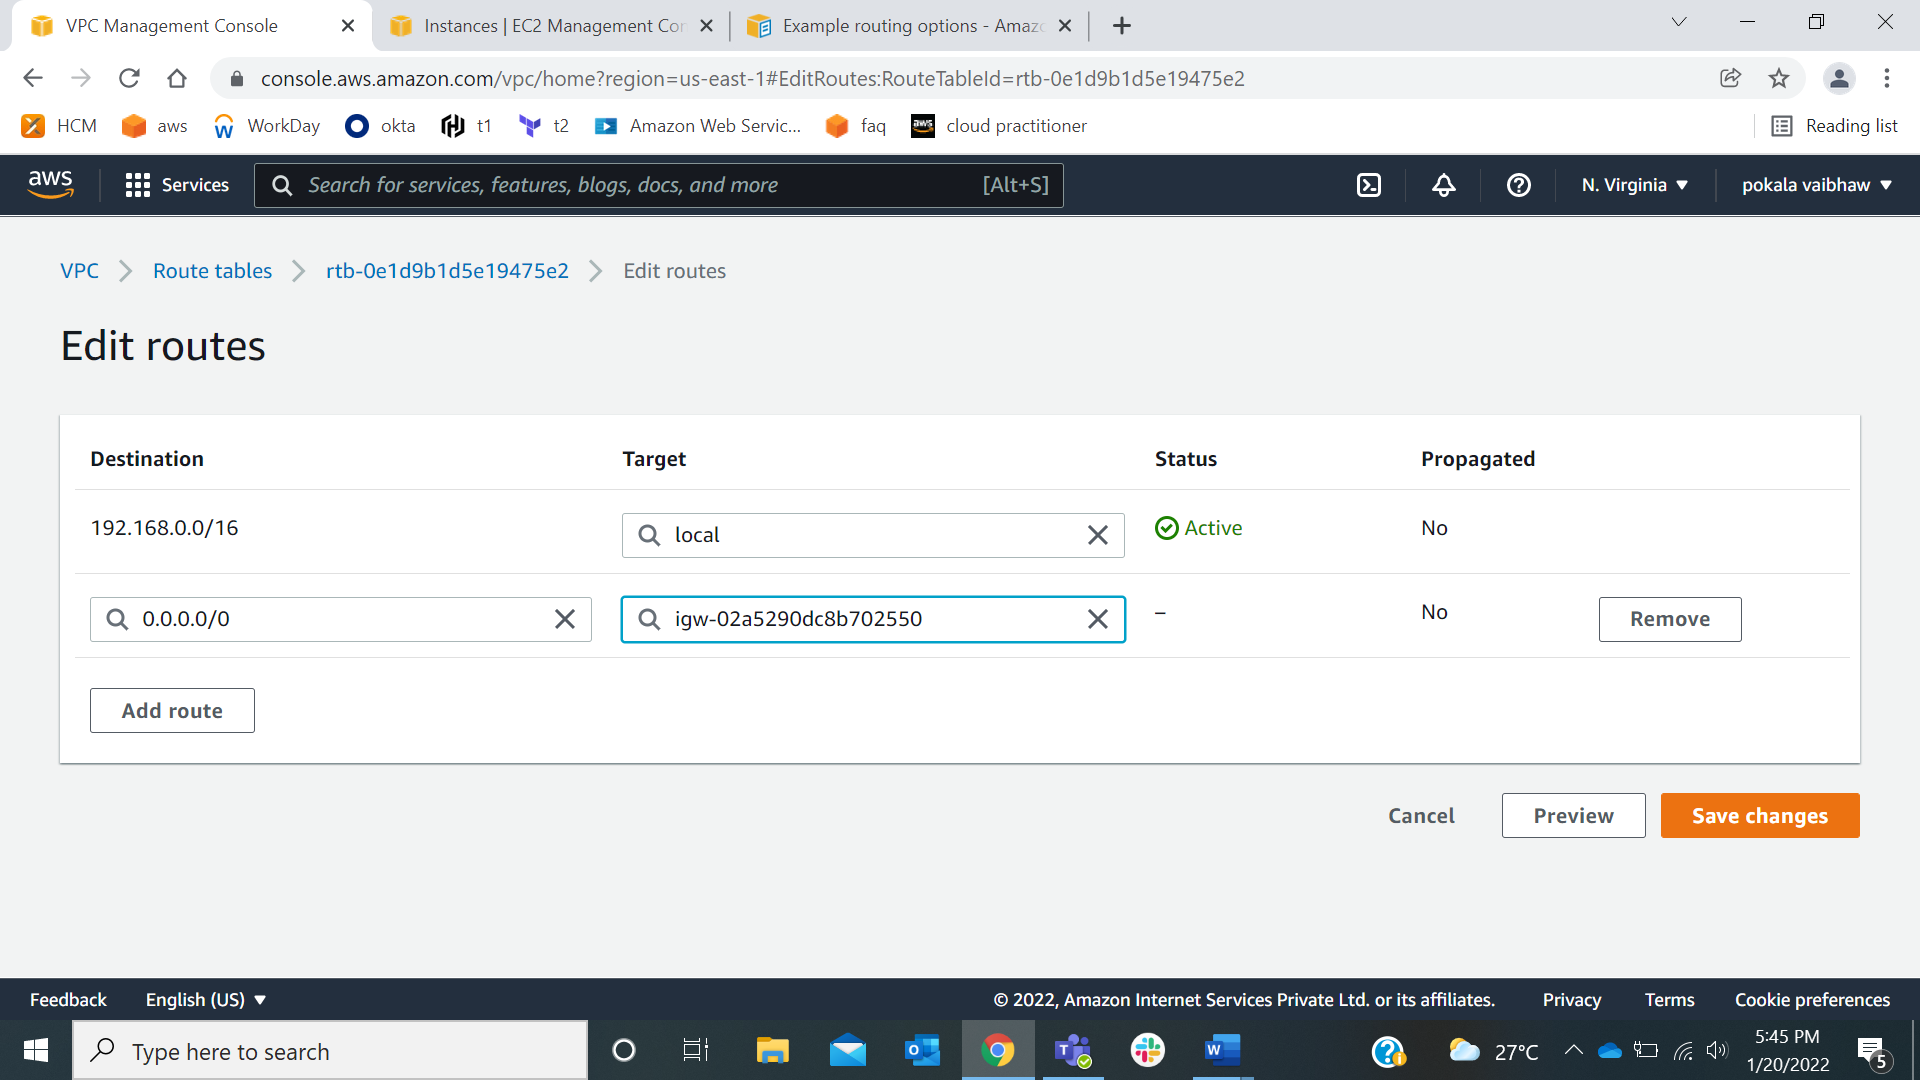 VPC Management Console
Instances | EC2 Management Con
Example routing options - Amazo
console.aws.amazon.com/vpc/home?region=us-east-1#EditRoutes:RouteTableId=rtb-0e1d9b1d5e19475e2
HCM aws WorkDay okta t1 t2 Amazon Web Servic... faq aws cloud practitioner Reading list
aws Services Search for services, features, blogs, docs, and more [Alt+S] N. Virginia pokala vaibhaw
VPC Route tables rtb-0e1d9b1d5e19475e2 Edit routes
Edit routes
Destination Target Status Propagated
192.168.0.0/16 local Active No
0.0.0.0/0 igw-02a5290dc8b702550 – No Remove
Add route
Cancel Preview Save changes
Feedback English (US) © 2022, Amazon Internet Services Private Ltd. or its affiliates. Privacy Terms Cookie preferences
Type here to search 27°C 5:45 PM
1/20/2022 5